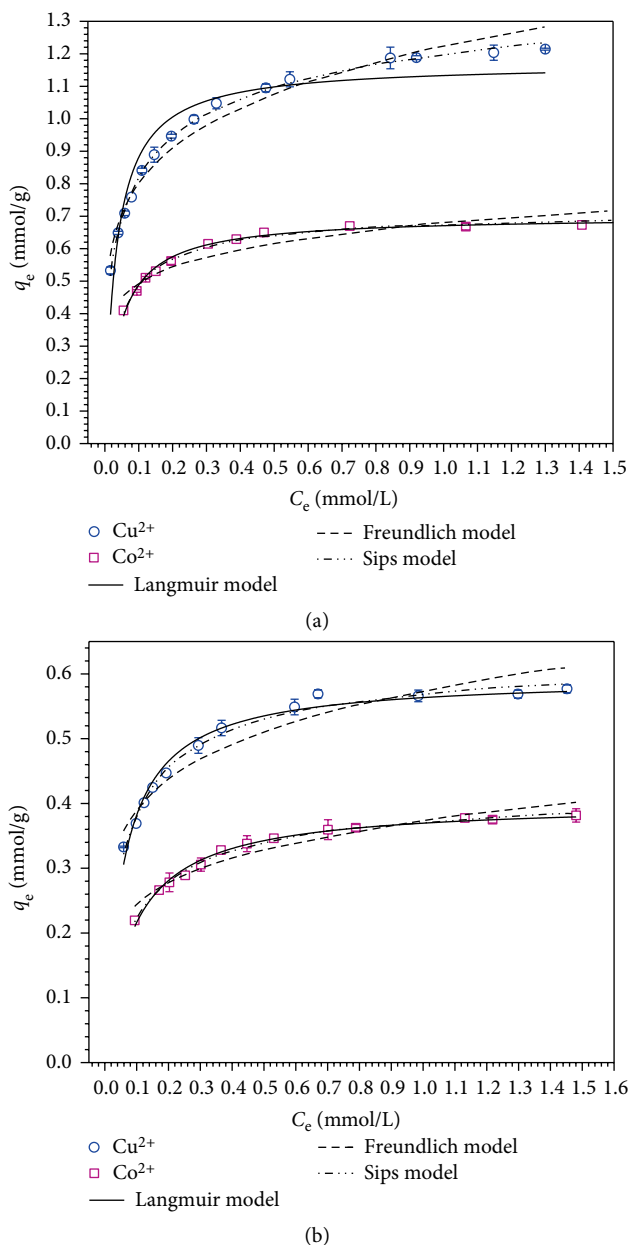 1.3
1.2
1.1
1.0
0.9
0.8
0.7
0.6
0.5
0.4
0.3
0.2
0.1
0.0
qe (mmol/g)
0.0 0.1 0.2 0.3 0.4 0.5 0.6 0.7 0.8 0.9 1.0 1.1 1.2 1.3 1.4 1.5
Ce (mmol/L)
Cu2+ Freundlich model
Co2+ Sips model
Langmuir model
(a)
0.6
0.5
0.4
0.3
0.2
0.1
0.0
qe (mmol/g)
0.0 0.1 0.2 0.3 0.4 0.5 0.6 0.7 0.8 0.9 1.0 1.1 1.2 1.3 1.4 1.5 1.6
Ce (mmol/L)
Cu2+ Freundlich model
Co2+ Sips model
Langmuir model
(b)